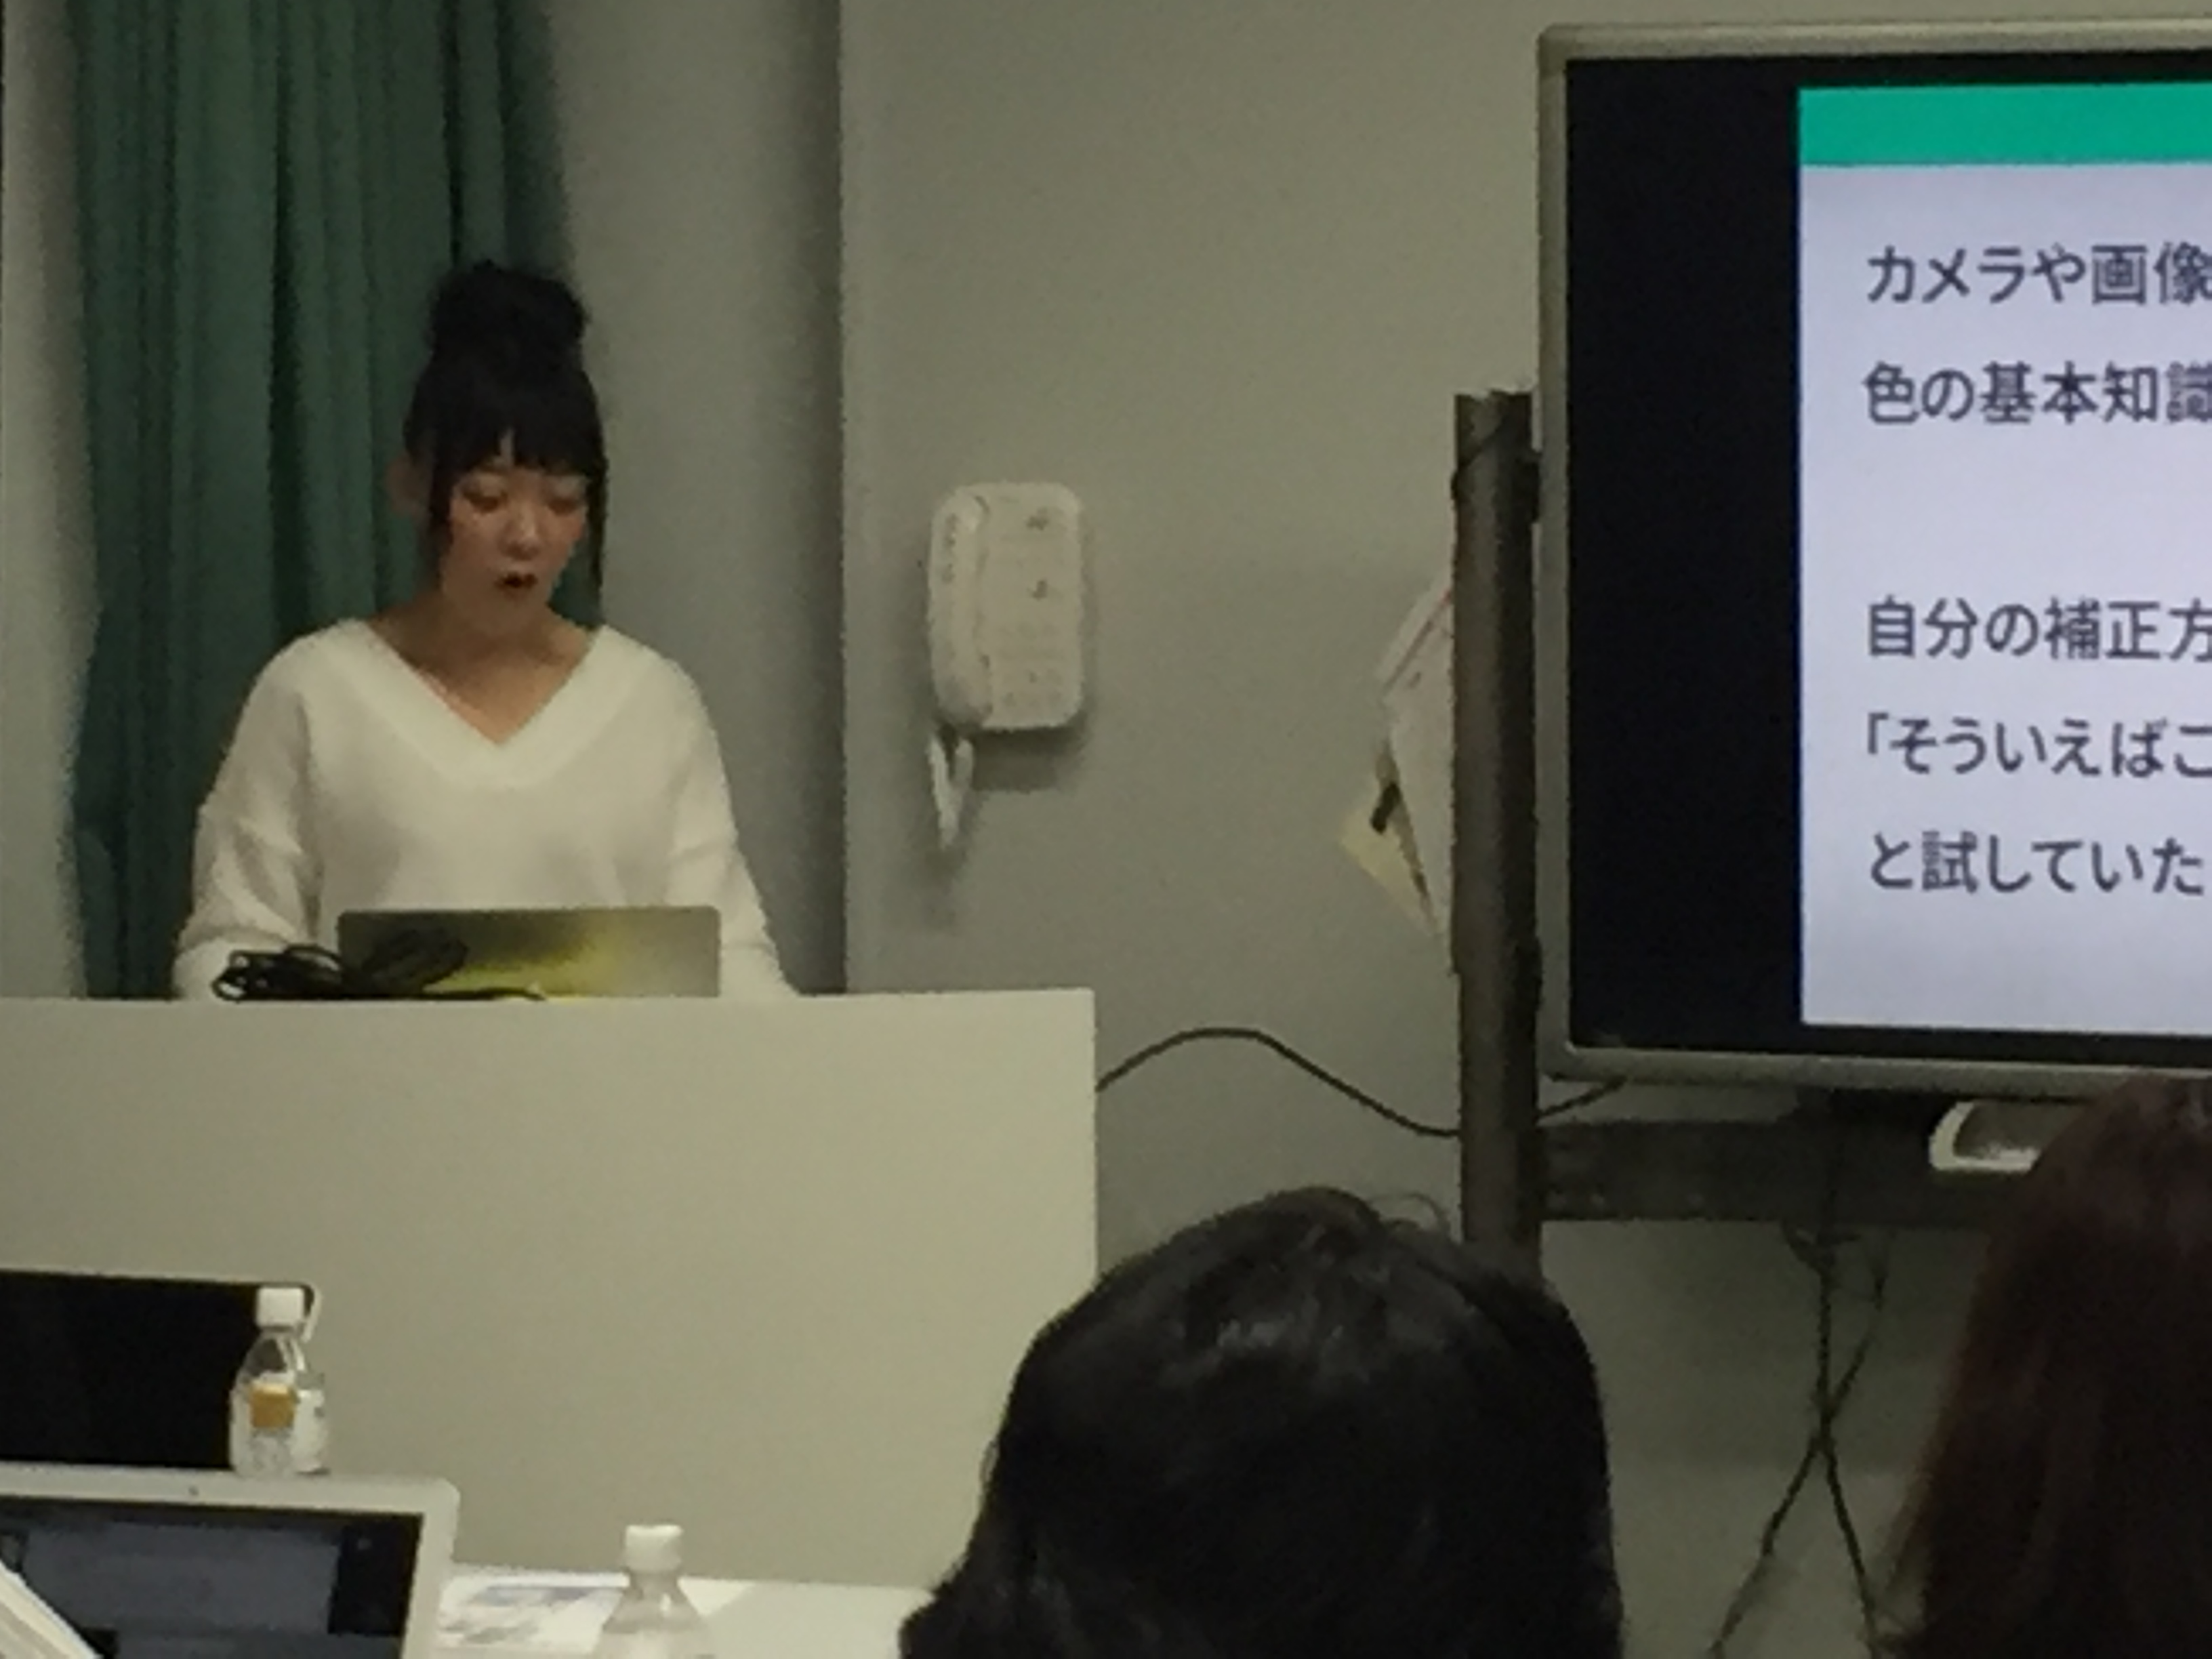 カメラや画像
色の基本知識
自分の補正方
「そういえばこ
と試していた